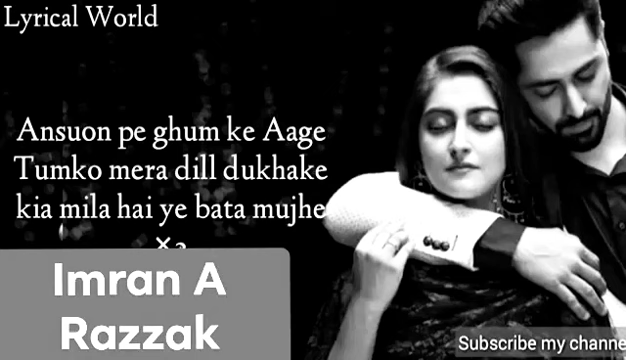 Lyrical World
Ansuon pe ghum ke Aage
Tumko mera dill dukhake
kia mila hai ye bata mujhe
Imran A
Razzak
Subscribe my channe